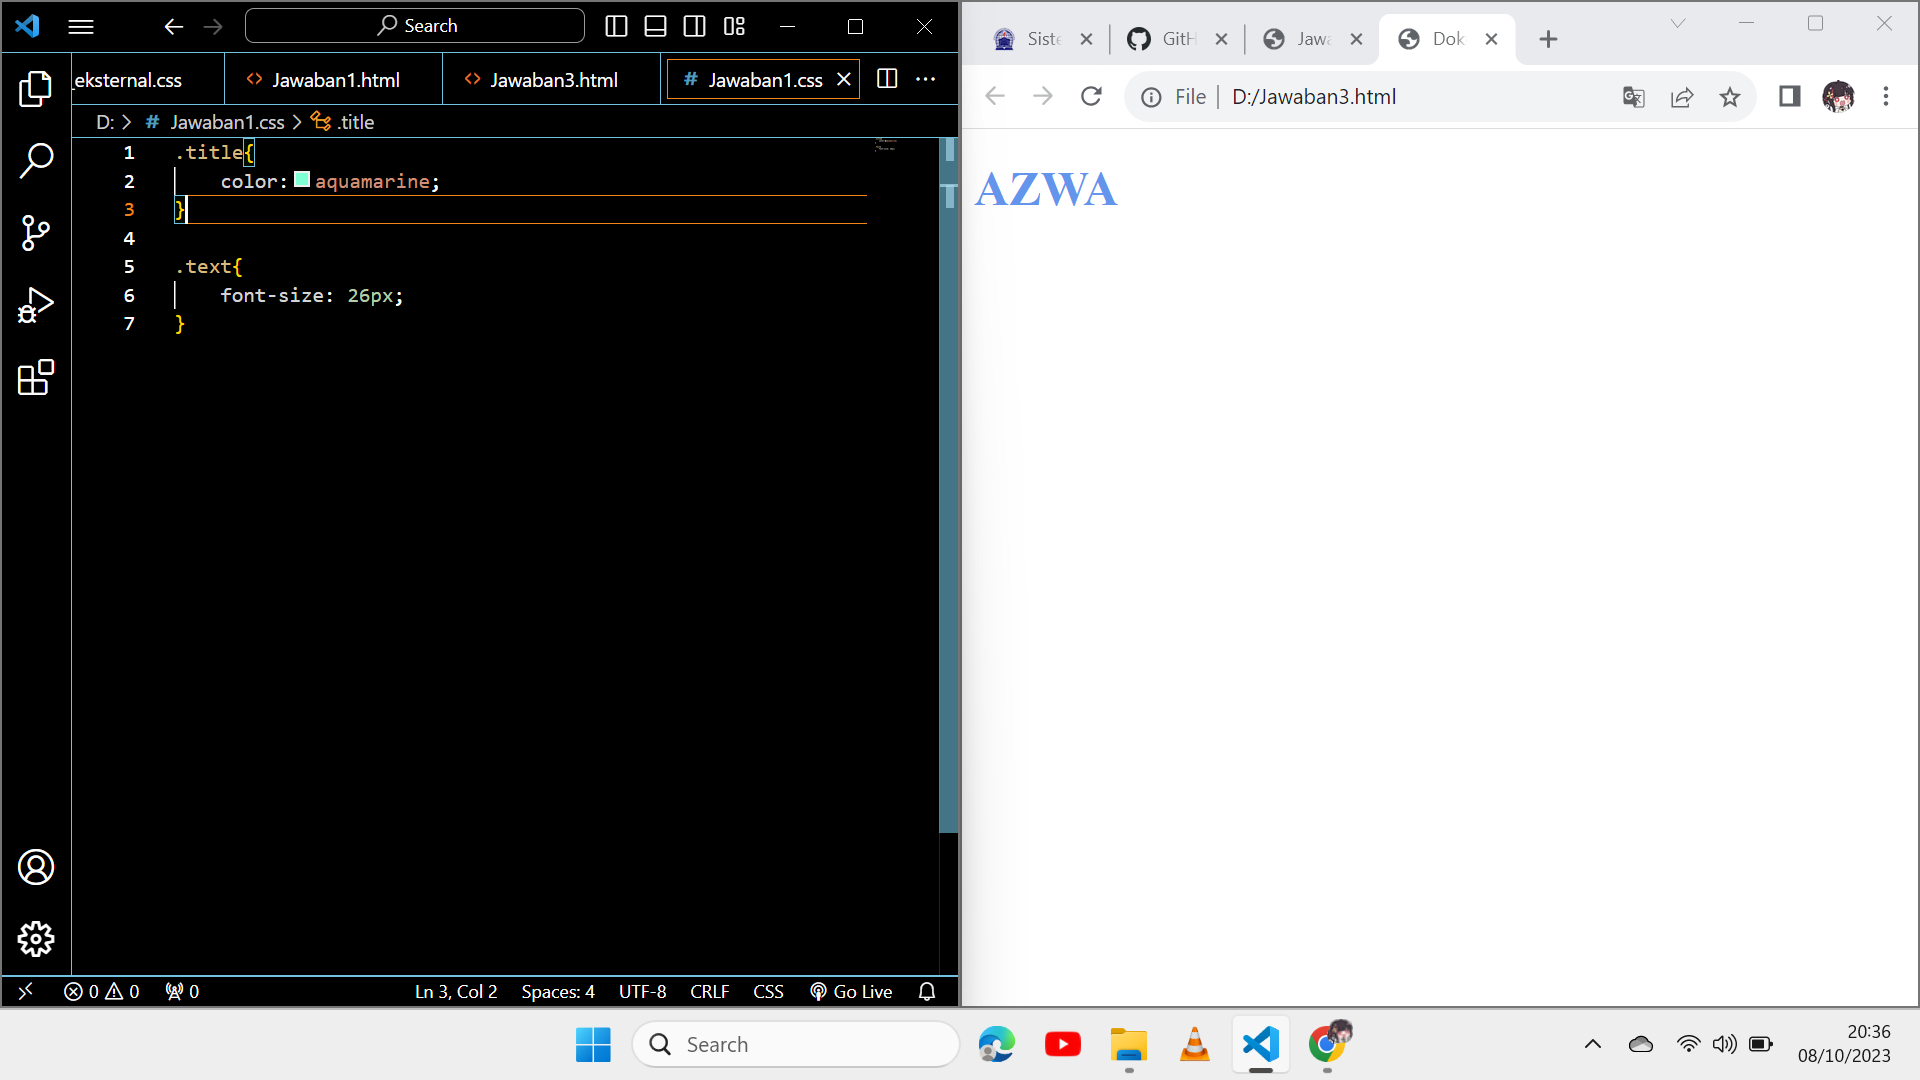 Search
_eksternal.css
Jawaban1.html
Jawaban3.html
# Jawaban1.css
D: > # Jawaban1.css > .title
1 .title{
2 color: aquamarine;
3 }
4
5 .text{
6 font-size: 26px;
7 }
0 0 0
Ln 3, Col 2
Spaces: 4
UTF-8
CRLF
CSS
Go Live
Siste
GitH
Jawa
Dok
File | D:/Jawaban3.html
AZWA
Search
20:36
08/10/2023